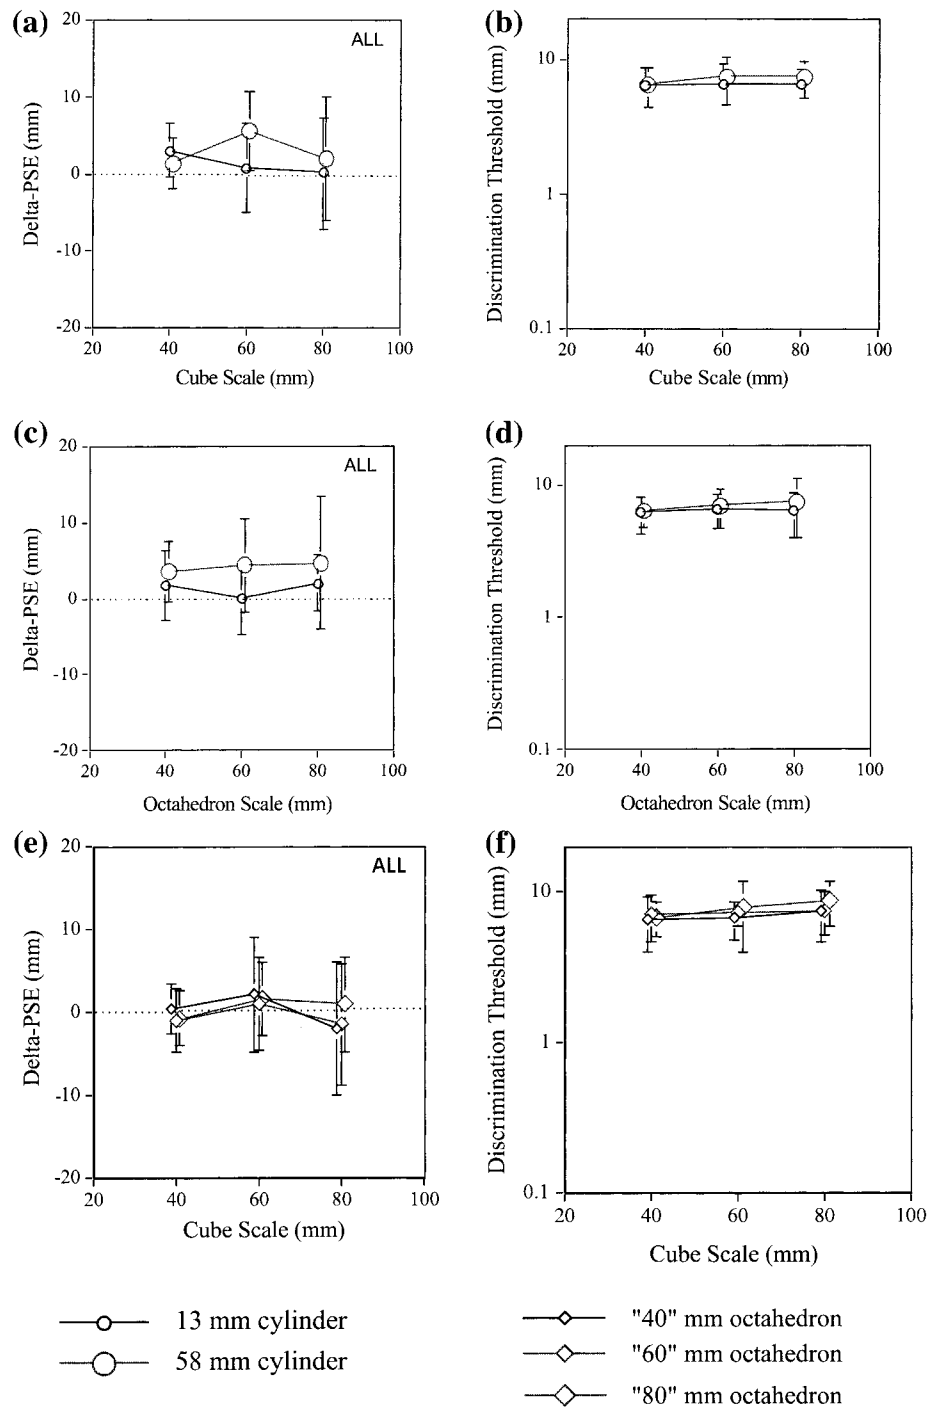 (a)
20
10
0
-10
-20
Delta-PSE (mm)
ALL
20 40 60 80 100
Cube Scale (mm)
(b)
10
1
0.1
Discrimination Threshold (mm)
20 40 60 80 100
Cube Scale (mm)
(c)
20
10
0
-10
-20
Delta-PSE (mm)
ALL
20 40 60 80 100
Octahedron Scale (mm)
(d)
10
1
0.1
Discrimination Threshold (mm)
20 40 60 80 100
Octahedron Scale (mm)
(e)
20
10
0
-10
-20
Delta-PSE (mm)
ALL
20 40 60 80 100
Cube Scale (mm)
(f)
10
1
0.1
Discrimination Threshold (mm)
20 40 60 80 100
Cube Scale (mm)
13 mm cylinder
58 mm cylinder
"40" mm octahedron
"60" mm octahedron
"80" mm octahedron